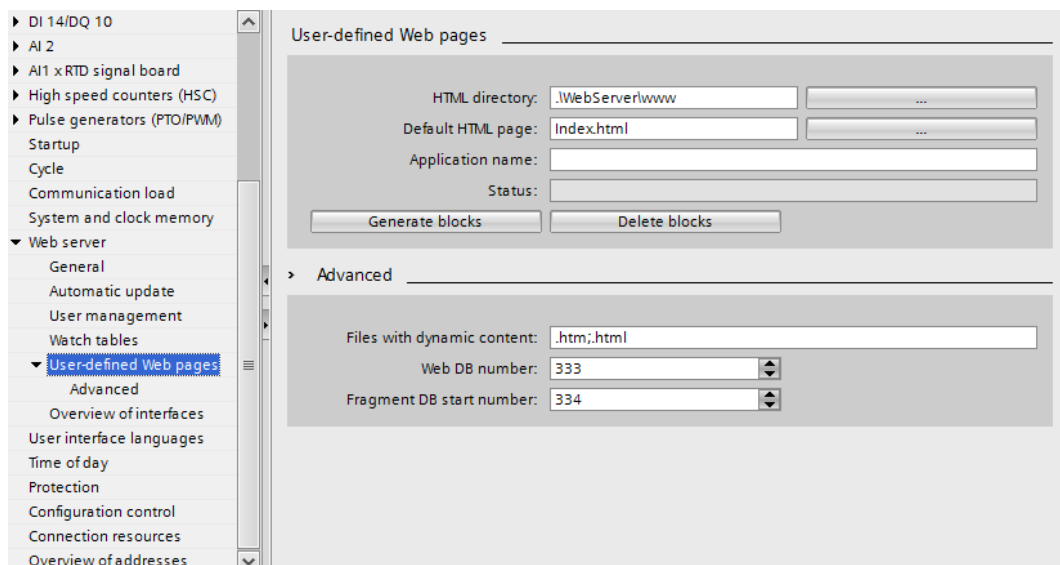 DI 14/DQ 10
AI 2
AI1 x RTD signal board
High speed counters (HSC)
Pulse generators (PTO/PWM)
Startup
Cycle
Communication load
System and clock memory
Web server
General
Automatic update
User management
Watch tables
User-defined Web pages
Advanced
Overview of interfaces
User interface languages
Time of day
Protection
Configuration control
Connection resources
Overview of addresses
User-defined Web pages
HTML directory: .\WebServer\www ...
Default HTML page: Index.html ...
Application name:
Status:
Generate blocks Delete blocks
Advanced
Files with dynamic content: .htm;.html
Web DB number: 333
Fragment DB start number: 334